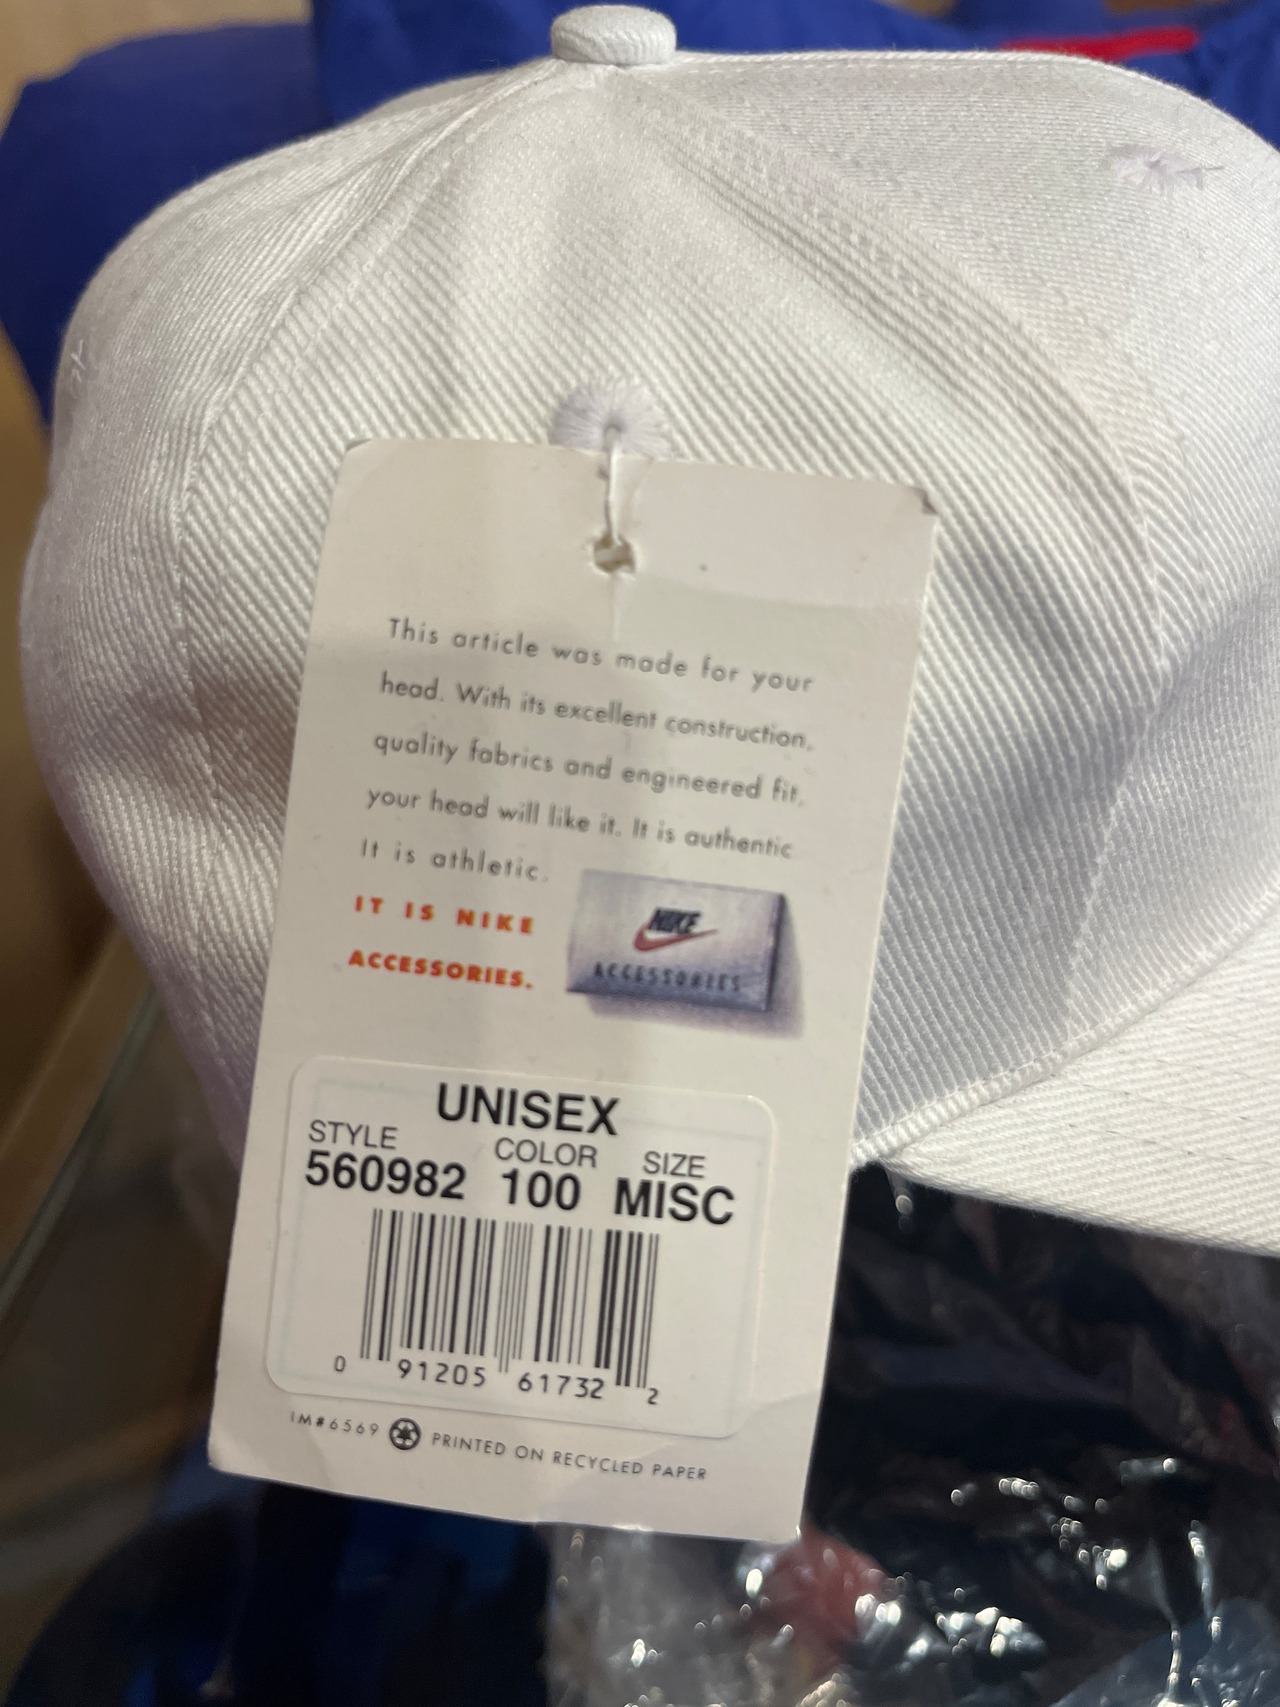 This article was made for your
head. With its excellent construction,
quality fabrics and engineered fit,
your head will like it. It is authentic
It is athletic.
IT IS NIKE
ACCESSORIES.
NIKE
ACCESSORIES
UNISEX
STYLE COLOR SIZE
560982 100 MISC
0 91205 61732 2
IM#6569 PRINTED ON RECYCLED PAPER